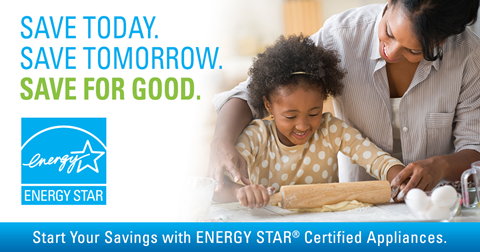 SAVE TODAY.
SAVE TOMORROW.
SAVE FOR GOOD.
energy
ENERGY STAR
Start Your Savings with ENERGY STAR® Certified Appliances.